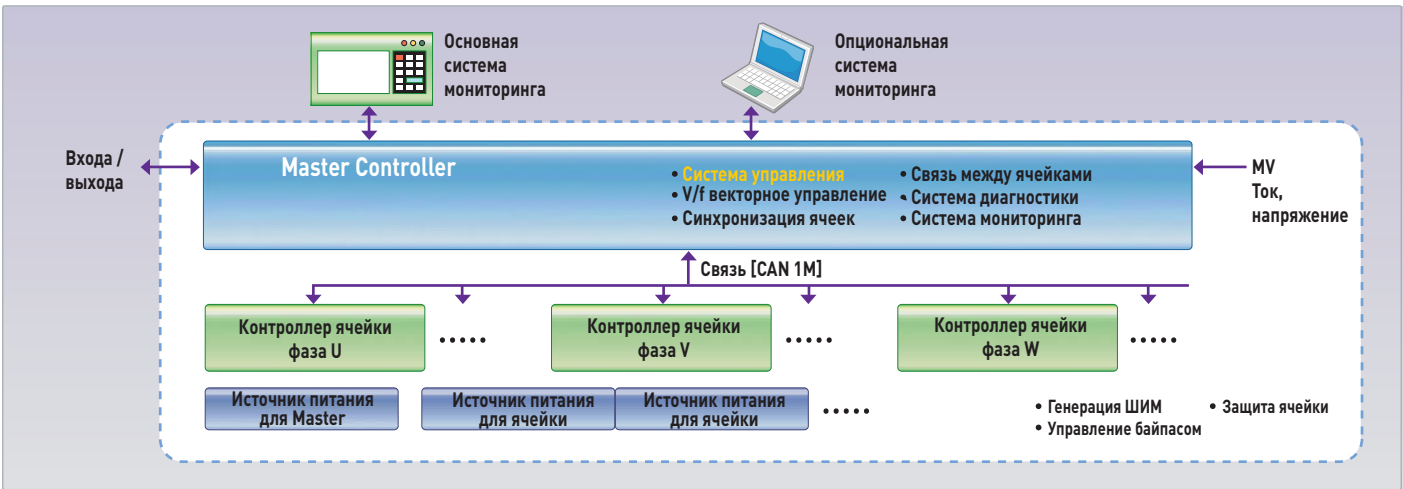 Основная
система
мониторинга
Опциональная
система
мониторинга
Входа /
выхода
Master Controller
• Система управления
• V/f векторное управление
• Синхронизация ячеек
• Связь между ячейками
• Система диагностики
• Система мониторинга
MV
Ток,
напряжение
Связь [CAN 1M]
Контроллер ячейки
фаза U
•••••
Контроллер ячейки
фаза V
•••••
Контроллер ячейки
фаза W
•••••
Источник питания
для Master
Источник питания
для ячейки
Источник питания
для ячейки
•••••
• Генерация ШИМ
• Управление байпасом
• Защита ячейки